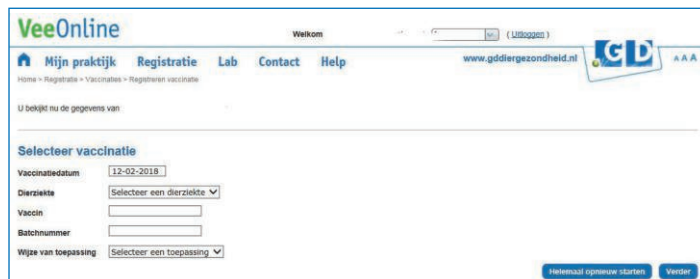 VeeOnline
Welkom
( Uitloggen )
Mijn praktijk Registratie Lab Contact Help
www.gddiergezondheid.nl
GD
A A A
Home > Registratie > Vaccinaties > Registreren vaccinatie
U bekijkt nu de gegevens van
Selecteer vaccinatie
Vaccinatiedatum 12-02-2018
Dierziekte Selecteer een dierziekte
Vaccin
Batchnummer
Wijze van toepassing Selecteer een toepassing
Helemaal opnieuw starten Verder